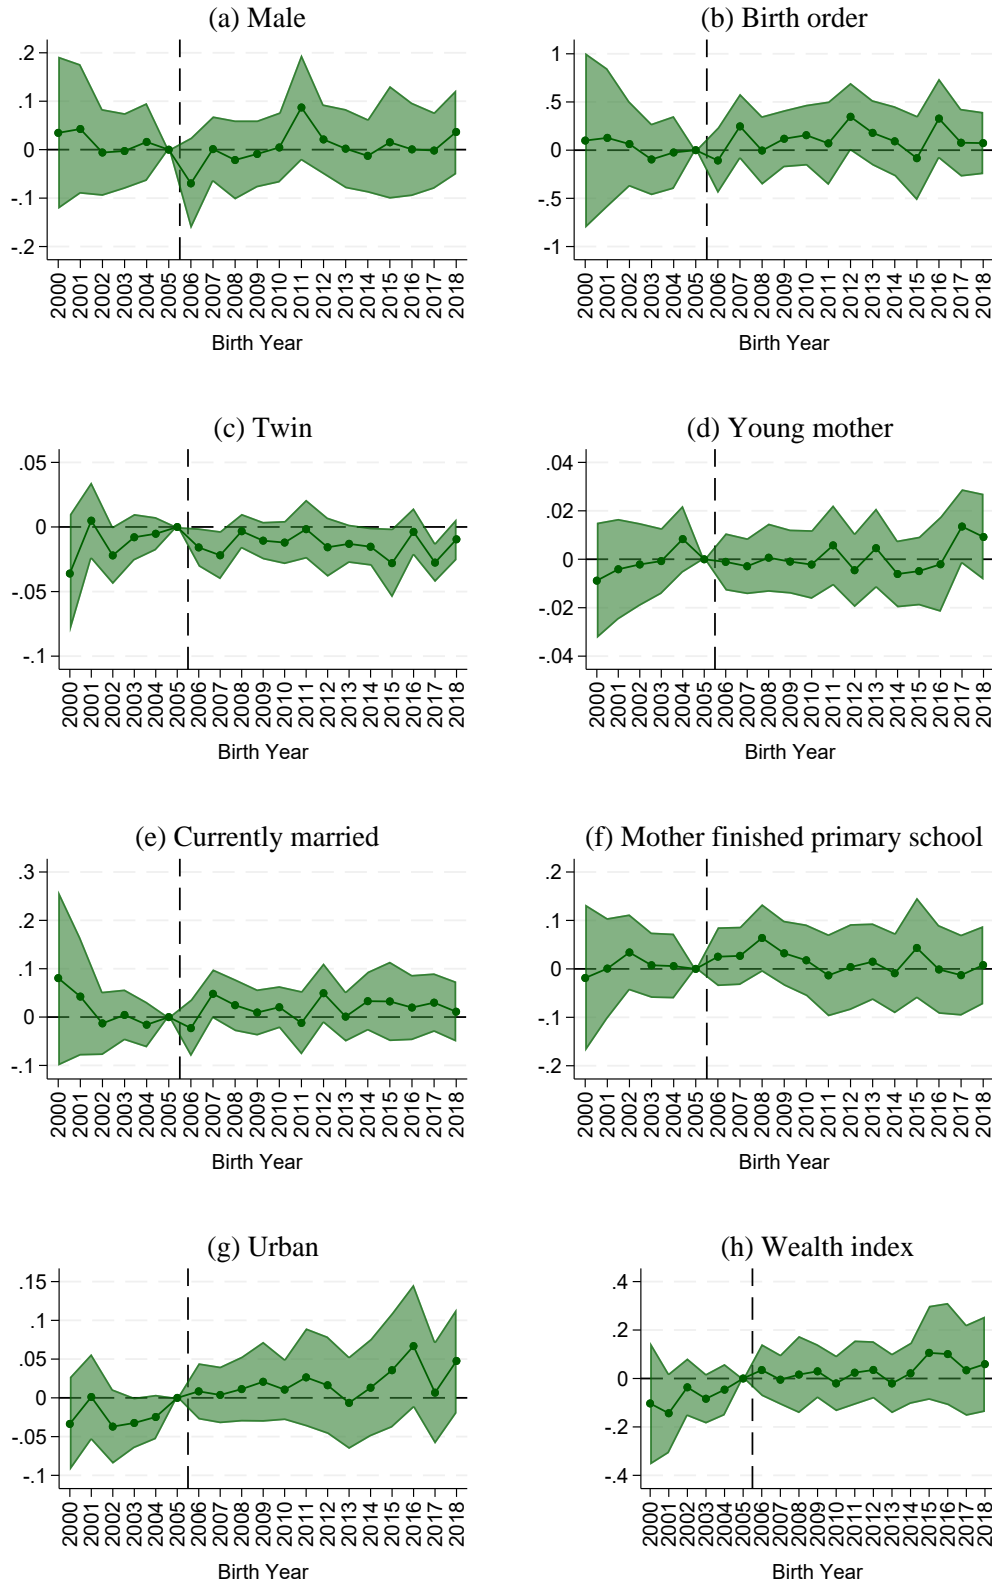 (a) Male
.2
.1
0
-.1
-.2
2000 2001 2002 2003 2004 2005 2006 2007 2008 2009 2010 2011 2012 2013 2014 2015 2016 2017 2018
Birth Year
(b) Birth order
1
.5
0
-.5
-1
2000 2001 2002 2003 2004 2005 2006 2007 2008 2009 2010 2011 2012 2013 2014 2015 2016 2017 2018
Birth Year
(c) Twin
.05
0
-.05
-.1
2000 2001 2002 2003 2004 2005 2006 2007 2008 2009 2010 2011 2012 2013 2014 2015 2016 2017 2018
Birth Year
(d) Young mother
.04
.02
0
-.02
-.04
2000 2001 2002 2003 2004 2005 2006 2007 2008 2009 2010 2011 2012 2013 2014 2015 2016 2017 2018
Birth Year
(e) Currently married
.3
.2
.1
0
-.1
2000 2001 2002 2003 2004 2005 2006 2007 2008 2009 2010 2011 2012 2013 2014 2015 2016 2017 2018
Birth Year
(f) Mother finished primary school
.2
.1
0
-.1
-.2
2000 2001 2002 2003 2004 2005 2006 2007 2008 2009 2010 2011 2012 2013 2014 2015 2016 2017 2018
Birth Year
(g) Urban
.15
.1
.05
0
-.05
-.1
2000 2001 2002 2003 2004 2005 2006 2007 2008 2009 2010 2011 2012 2013 2014 2015 2016 2017 2018
Birth Year
(h) Wealth index
.4
.2
0
-.2
-.4
2000 2001 2002 2003 2004 2005 2006 2007 2008 2009 2010 2011 2012 2013 2014 2015 2016 2017 2018
Birth Year